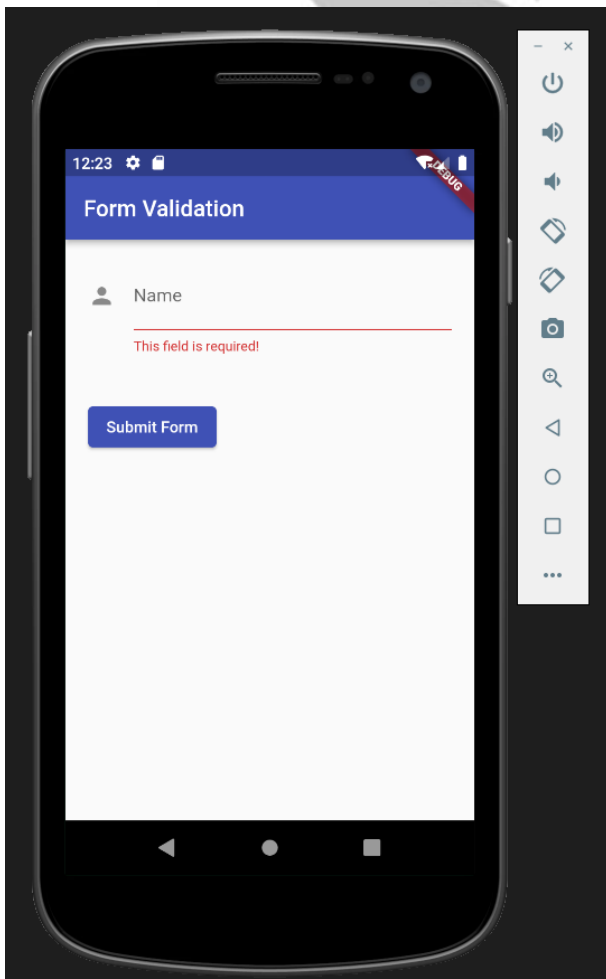 12:23
DEBUG
Form Validation
Name
This field is required!
Submit Form